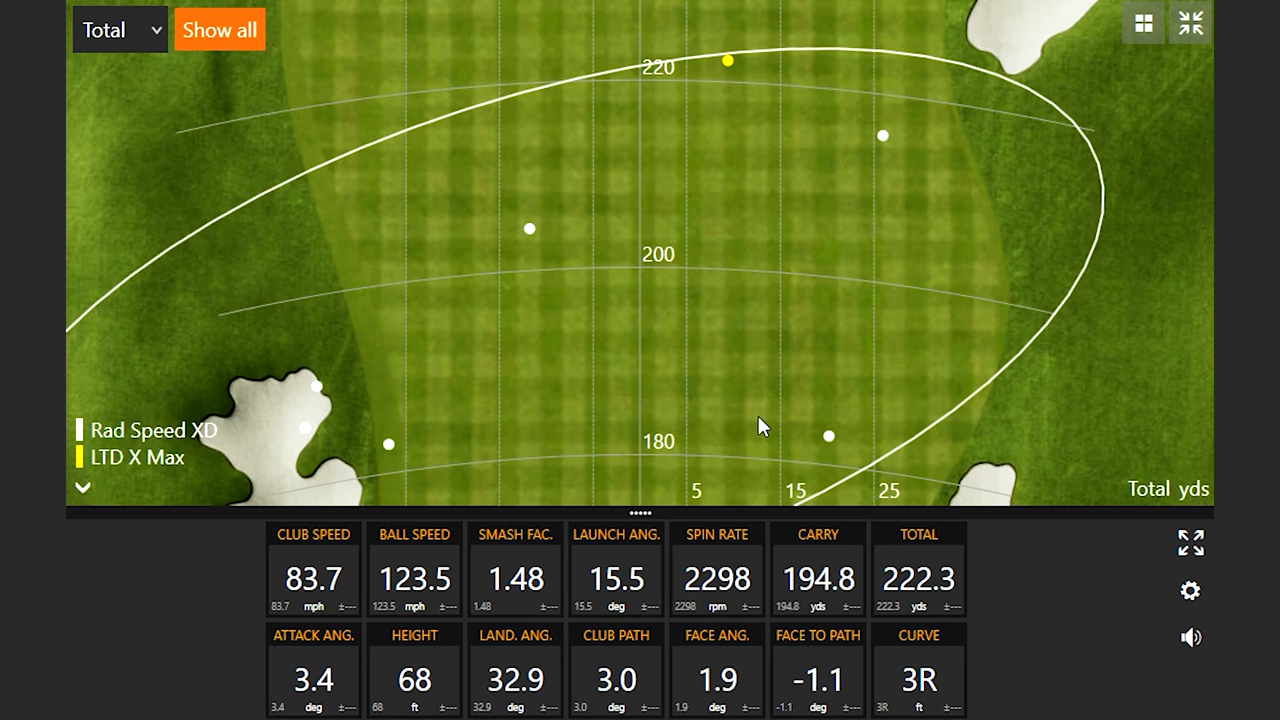 Total
Show all
220
200
180
Rad Speed XD
LTD X Max
5 15 25
Total yds
CLUB SPEED BALL SPEED SMASH FAC. LAUNCH ANG. SPIN RATE CARRY TOTAL
83.7 123.5 1.48 15.5 2298 194.8 222.3
83.7 mph ±--- 123.5 mph ±--- 1.48 ±--- 15.5 deg ±--- 2298 rpm ±--- 194.8 yds ±--- 222.3 yds ±---
ATTACK ANG. HEIGHT LAND. ANG. CLUB PATH FACE ANG. FACE TO PATH CURVE
3.4 68 32.9 3.0 1.9 -1.1 3R
3.4 deg ±--- 68 ft ±--- 32.9 deg ±--- 3.0 deg ±--- 1.9 deg ±--- -1.1 deg ±--- 3R ft ±---